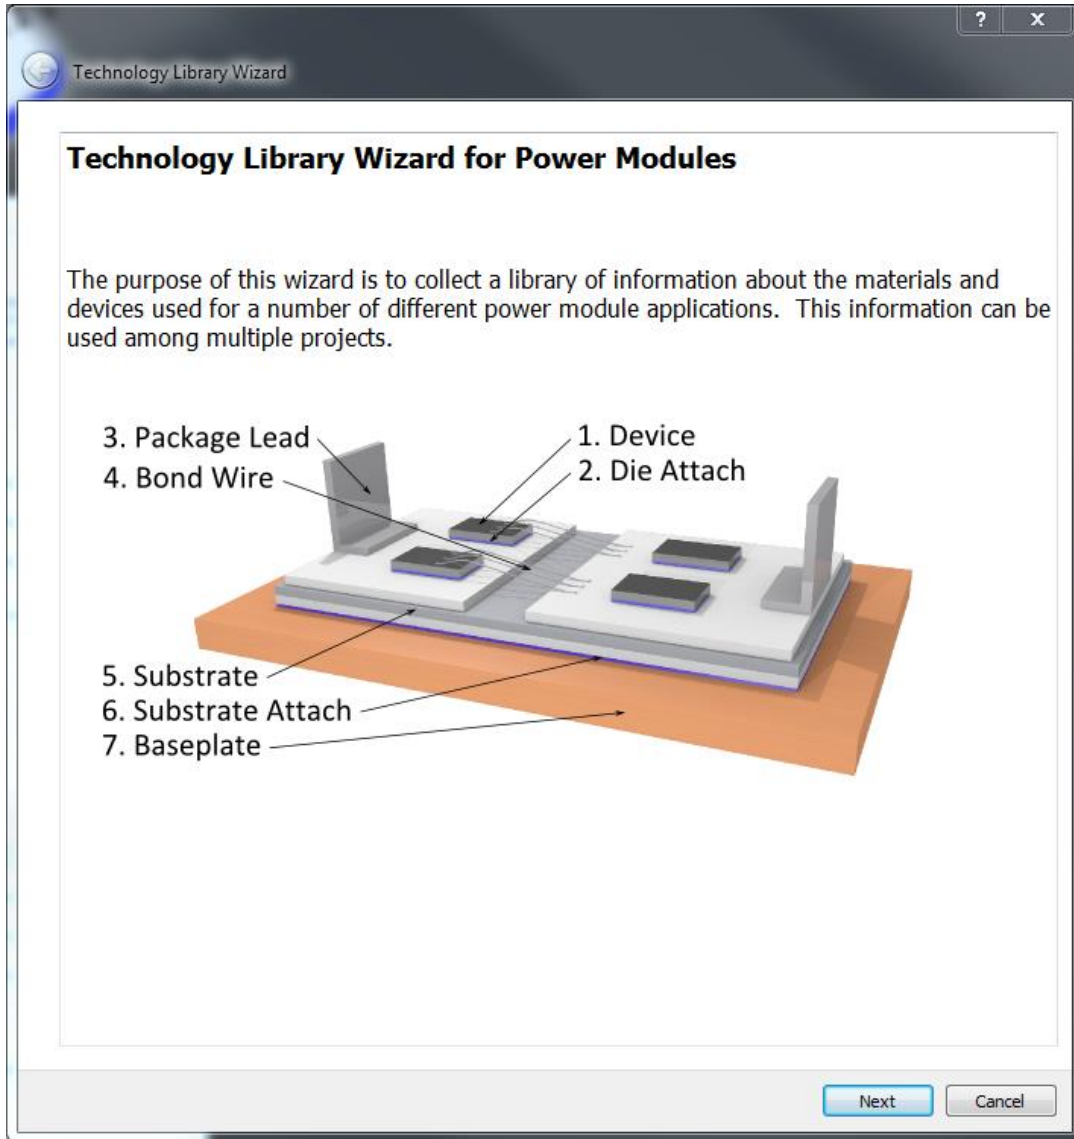 ? x
Technology Library Wizard
Technology Library Wizard for Power Modules
The purpose of this wizard is to collect a library of information about the materials and
devices used for a number of different power module applications.  This information can be
used among multiple projects.
3. Package Lead
4. Bond Wire
1. Device
2. Die Attach
5. Substrate
6. Substrate Attach
7. Baseplate
Next
Cancel